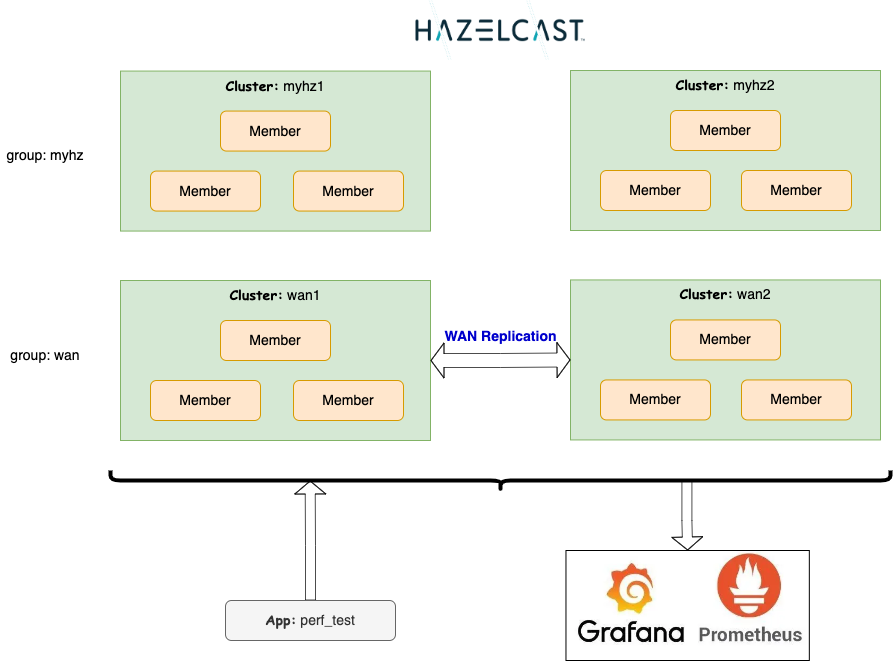 HAZELCAST
Cluster: myhz1
Cluster: myhz2
Member
Member
group: myhz
Member
Member
Member
Member
Cluster: wan1
Cluster: wan2
Member
WAN Replication
Member
group: wan
Member
Member
Member
Member
App: perf_test
Grafana
Prometheus